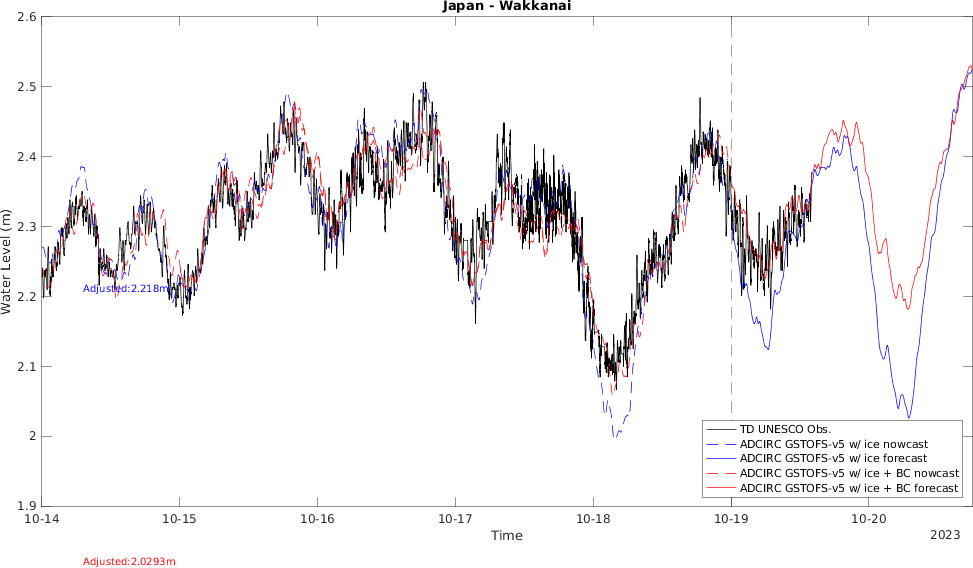 Japan - Wakkanai
2.6
2.5
2.4
2.3
2.2
2.1
2
1.9
Water Level (m)
Adjusted:2.218m
TD UNESCO Obs.
ADCIRC GSTOFS-v5 w/ ice nowcast
ADCIRC GSTOFS-v5 w/ ice forecast
ADCIRC GSTOFS-v5 w/ ice + BC nowcast
ADCIRC GSTOFS-v5 w/ ice + BC forecast
10-14 10-15 10-16 10-17 10-18 10-19 10-20
Time
2023
Adjusted:2.0293m